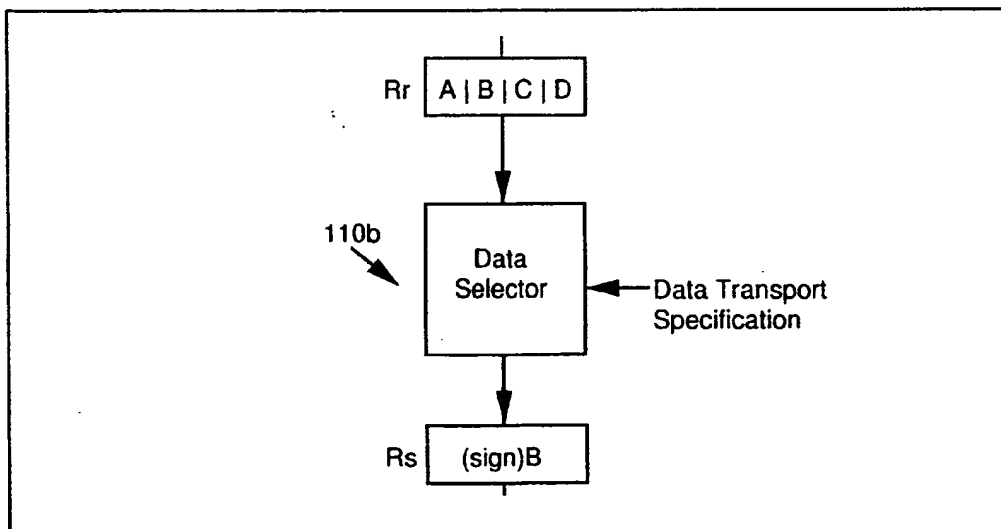 Rr
A | B | C | D
110b
Data
Selector
Data Transport
Specification
Rs
(sign)B